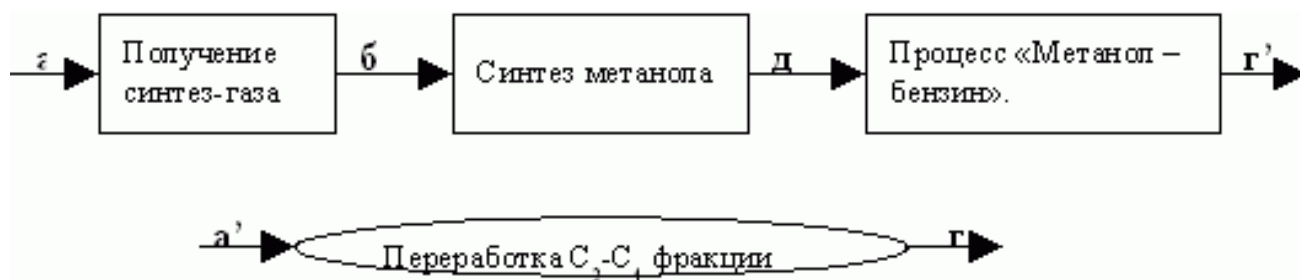 Получение
синтез-газа
б
Синтез метанола
д
Процесс «Метанол –
бензин».
г’
а’
Переработка С₂-С₄ фракции
г